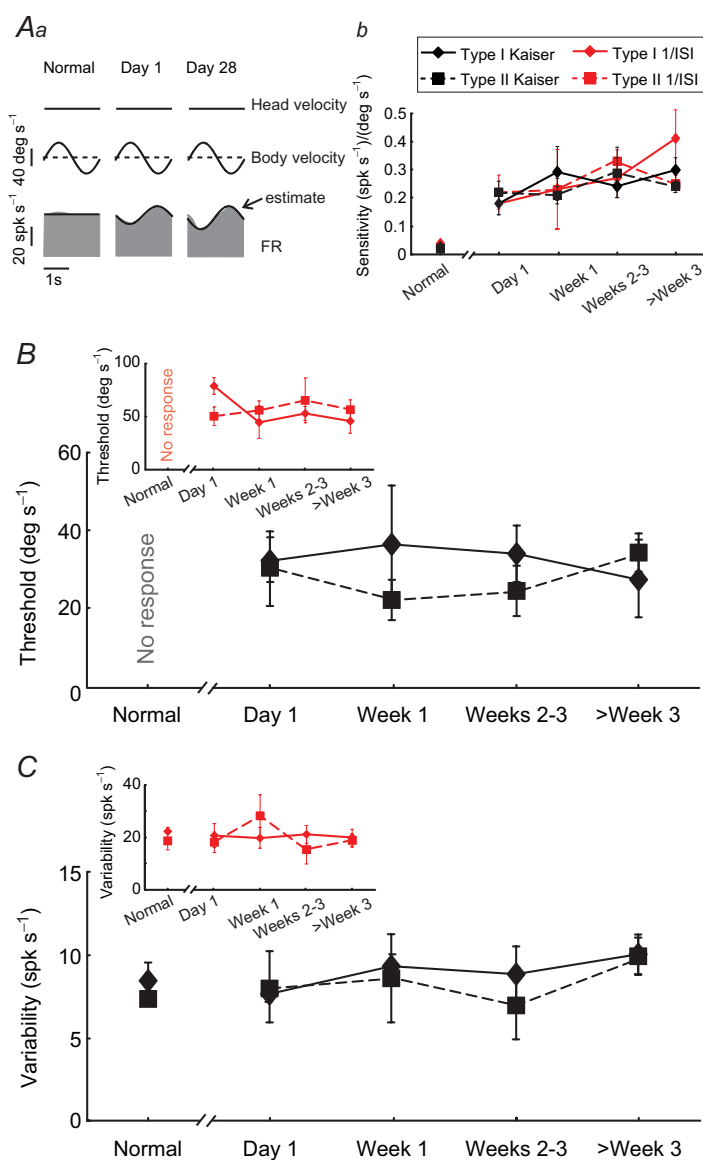 Aa
Normal Day 1 Day 28
Head velocity
40 deg s⁻¹
Body velocity
20 spk s⁻¹
estimate
FR
1s
b
Type I Kaiser Type I 1/ISI
Type II Kaiser Type II 1/ISI
Sensitivity (spk s⁻¹)/(deg s⁻¹)
0.5
0.4
0.3
0.2
0.1
0
Normal Day 1 Week 1 Weeks 2-3 >Week 3
B
Threshold (deg s⁻¹)
100
50
0
No response
Normal Day 1 Week 1 Weeks 2-3 >Week 3
Threshold (deg s⁻¹)
60
40
20
0
No response
Normal Day 1 Week 1 Weeks 2-3 >Week 3
C
Variability (spk s⁻¹)
40
20
0
Normal Day 1 Week 1 Weeks 2-3 >Week 3
Variability (spk s⁻¹)
15
10
5
0
Normal Day 1 Week 1 Weeks 2-3 >Week 3